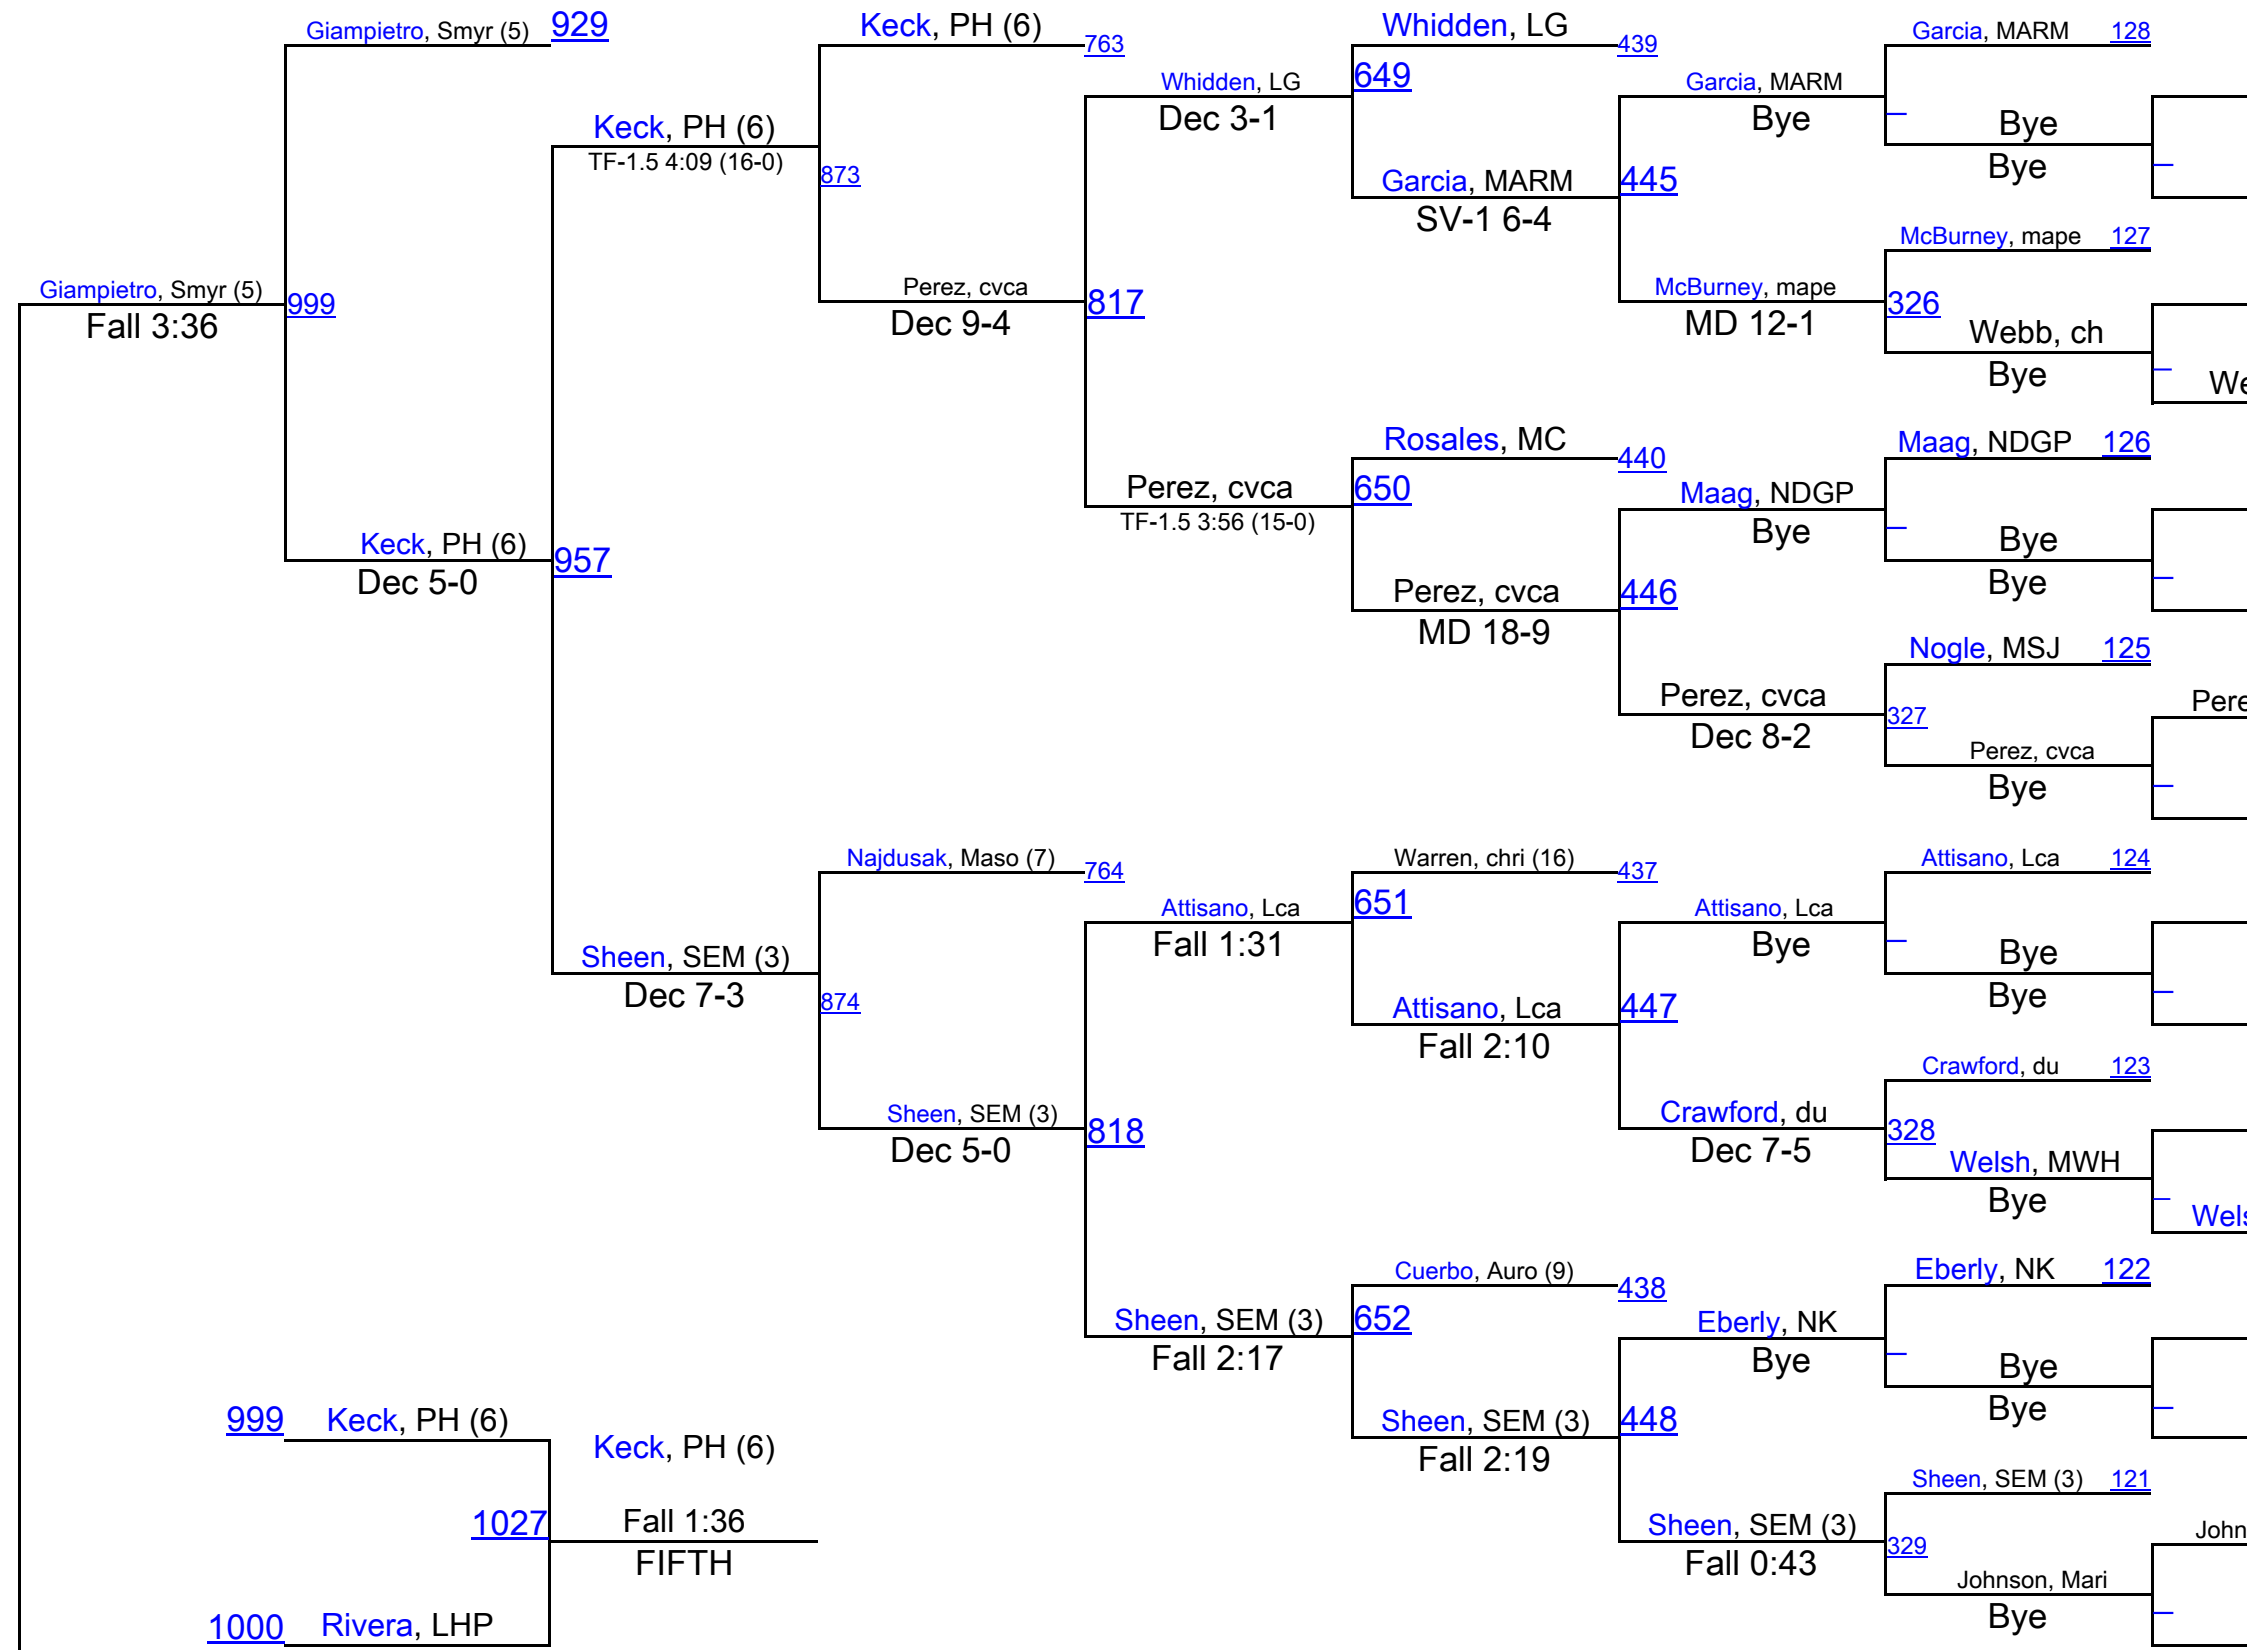 Giampietro, Smyr (5) 929
Keck, PH (6) 763
Whidden, LG 439
Garcia, MARM 128
Whidden, LG 649
Dec 3-1
Garcia, MARM
Bye
Bye
Bye
Keck, PH (6)
TF-1.5 4:09 (16-0)
873
Garcia, MARM 445
SV-1 6-4
McBurney, mape 127
Giampietro, Smyr (5) 999
Fall 3:36
Perez, cvca 817
Dec 9-4
McBurney, mape 326
MD 12-1
Webb, ch
Bye
We
Rosales, MC 440
Maag, NDGP 126
Perez, cvca 650
TF-1.5 3:56 (15-0)
Maag, NDGP
Bye
Bye
Bye
Keck, PH (6) 957
Dec 5-0
Perez, cvca 446
MD 18-9
Nogle, MSJ 125
Perez, cvca 327
Dec 8-2
Pere
Perez, cvca
Bye
Najdusak, Maso (7) 764
Warren, chri (16) 437
Attisano, Lca 124
Attisano, Lca 651
Fall 1:31
Attisano, Lca
Bye
Bye
Bye
Sheen, SEM (3) 874
Dec 7-3
Attisano, Lca 447
Fall 2:10
Crawford, du 123
Sheen, SEM (3) 818
Dec 5-0
Crawford, du 328
Dec 7-5
Welsh, MWH
Bye
Wels
Cuerbo, Auro (9) 438
Eberly, NK 122
Sheen, SEM (3) 652
Fall 2:17
Eberly, NK
Bye
Bye
Bye
999 Keck, PH (6)
Keck, PH (6)
Sheen, SEM (3) 448
Fall 2:19
Sheen, SEM (3) 121
1027
Fall 1:36
FIFTH
Sheen, SEM (3) 329
Fall 0:43
John
Johnson, Mari
Bye
1000 Rivera, LHP